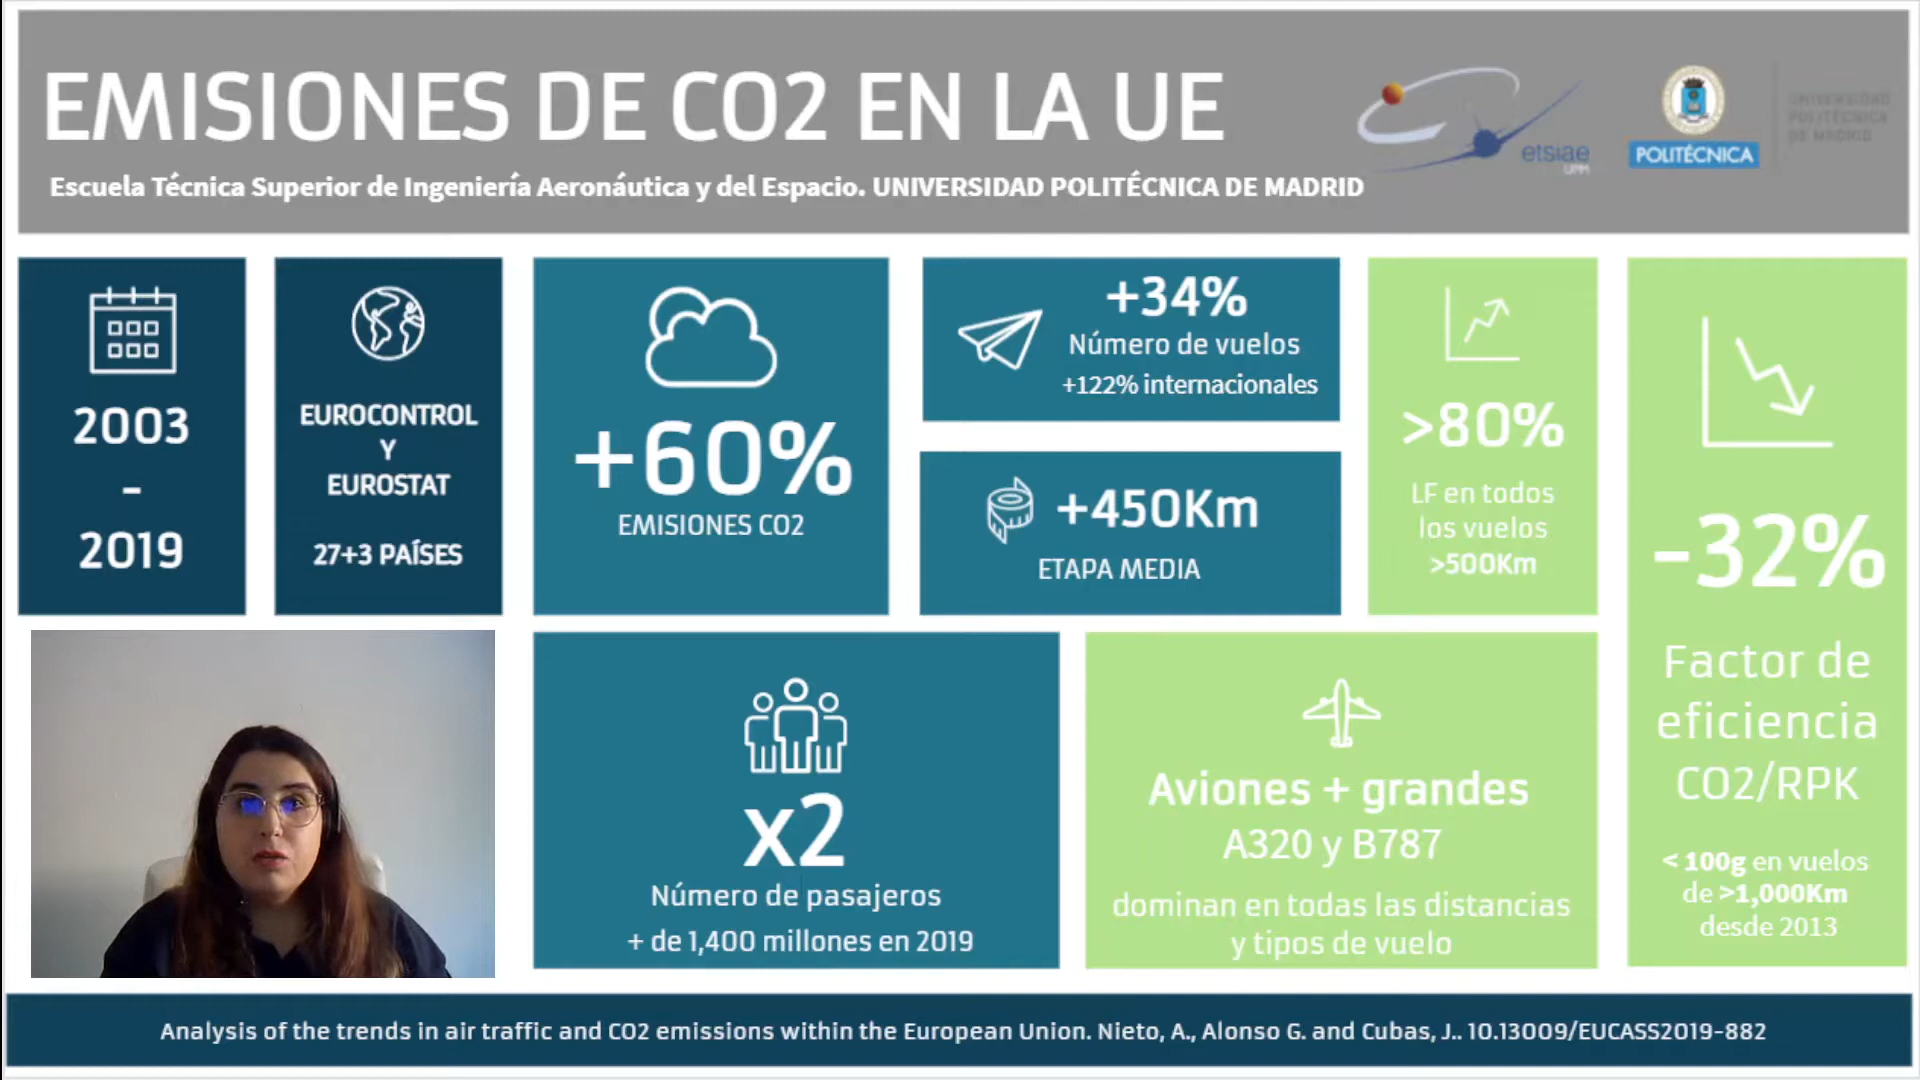 EMISIONES DE CO2 EN LA UE
Escuela Técnica Superior de Ingeniería Aeronáutica y del Espacio. UNIVERSIDAD POLITÉCNICA DE MADRID
etsiae
UPM
POLITÉCNICA
UNIVERSIDAD
POLITÉCNICA
DE MADRID
2003
-
2019
EUROCONTROL
Y
EUROSTAT
27+3 PAÍSES
+60%
EMISIONES CO2
+34%
Número de vuelos
+122% internacionales
+450Km
ETAPA MEDIA
>80%
LF en todos
los vuelos
>500Km
-32%
Factor de
eficiencia
CO2/RPK
< 100g en vuelos
de >1,000Km
desde 2013
x2
Número de pasajeros
+ de 1,400 millones en 2019
Aviones + grandes
A320 y B787
dominan en todas las distancias
y tipos de vuelo
Analysis of the trends in air traffic and CO2 emissions within the European Union. Nieto, A., Alonso G. and Cubas, J.. 10.13009/EUCASS2019-882